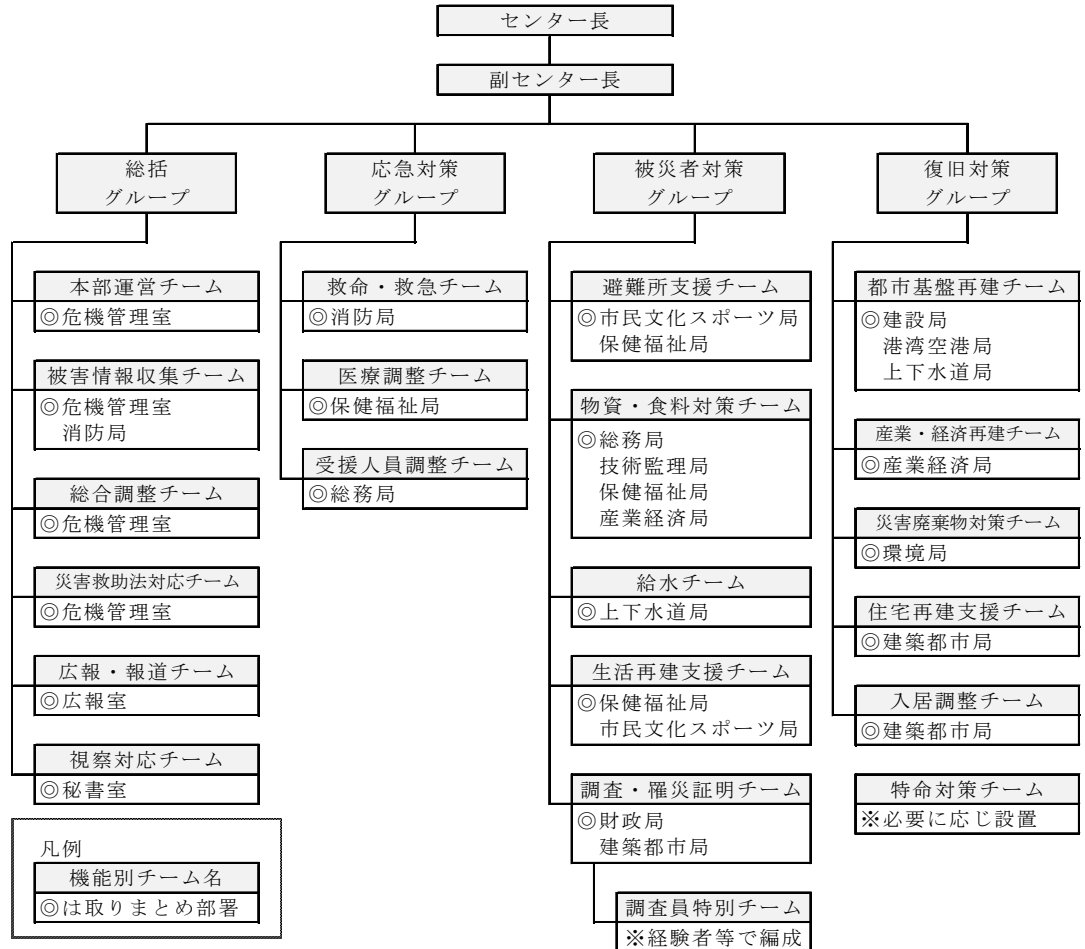 センター長
副センター長
総括
グループ
本部運営チーム
◎危機管理室
被害情報収集チーム
◎危機管理室
消防局
総合調整チーム
◎危機管理室
災害救助法対応チーム
◎危機管理室
広報・報道チーム
◎広報室
視察対応チーム
◎秘書室
応急対策
グループ
救命・救急チーム
◎消防局
医療調整チーム
◎保健福祉局
受援人員調整チーム
◎総務局
被災者対策
グループ
避難所支援チーム
◎市民文化スポーツ局
保健福祉局
物資・食料対策チーム
◎総務局
技術監理局
保健福祉局
産業経済局
給水チーム
◎上下水道局
生活再建支援チーム
◎保健福祉局
市民文化スポーツ局
調査・罹災証明チーム
◎財政局
建築都市局
調査員特別チーム
※経験者等で編成
復旧対策
グループ
都市基盤再建チーム
◎建設局
港湾空港局
上下水道局
産業・経済再建チーム
◎産業経済局
災害廃棄物対策チーム
◎環境局
住宅再建支援チーム
◎建築都市局
入居調整チーム
◎建築都市局
特命対策チーム
※必要に応じ設置
凡例
機能別チーム名
◎は取りまとめ部署